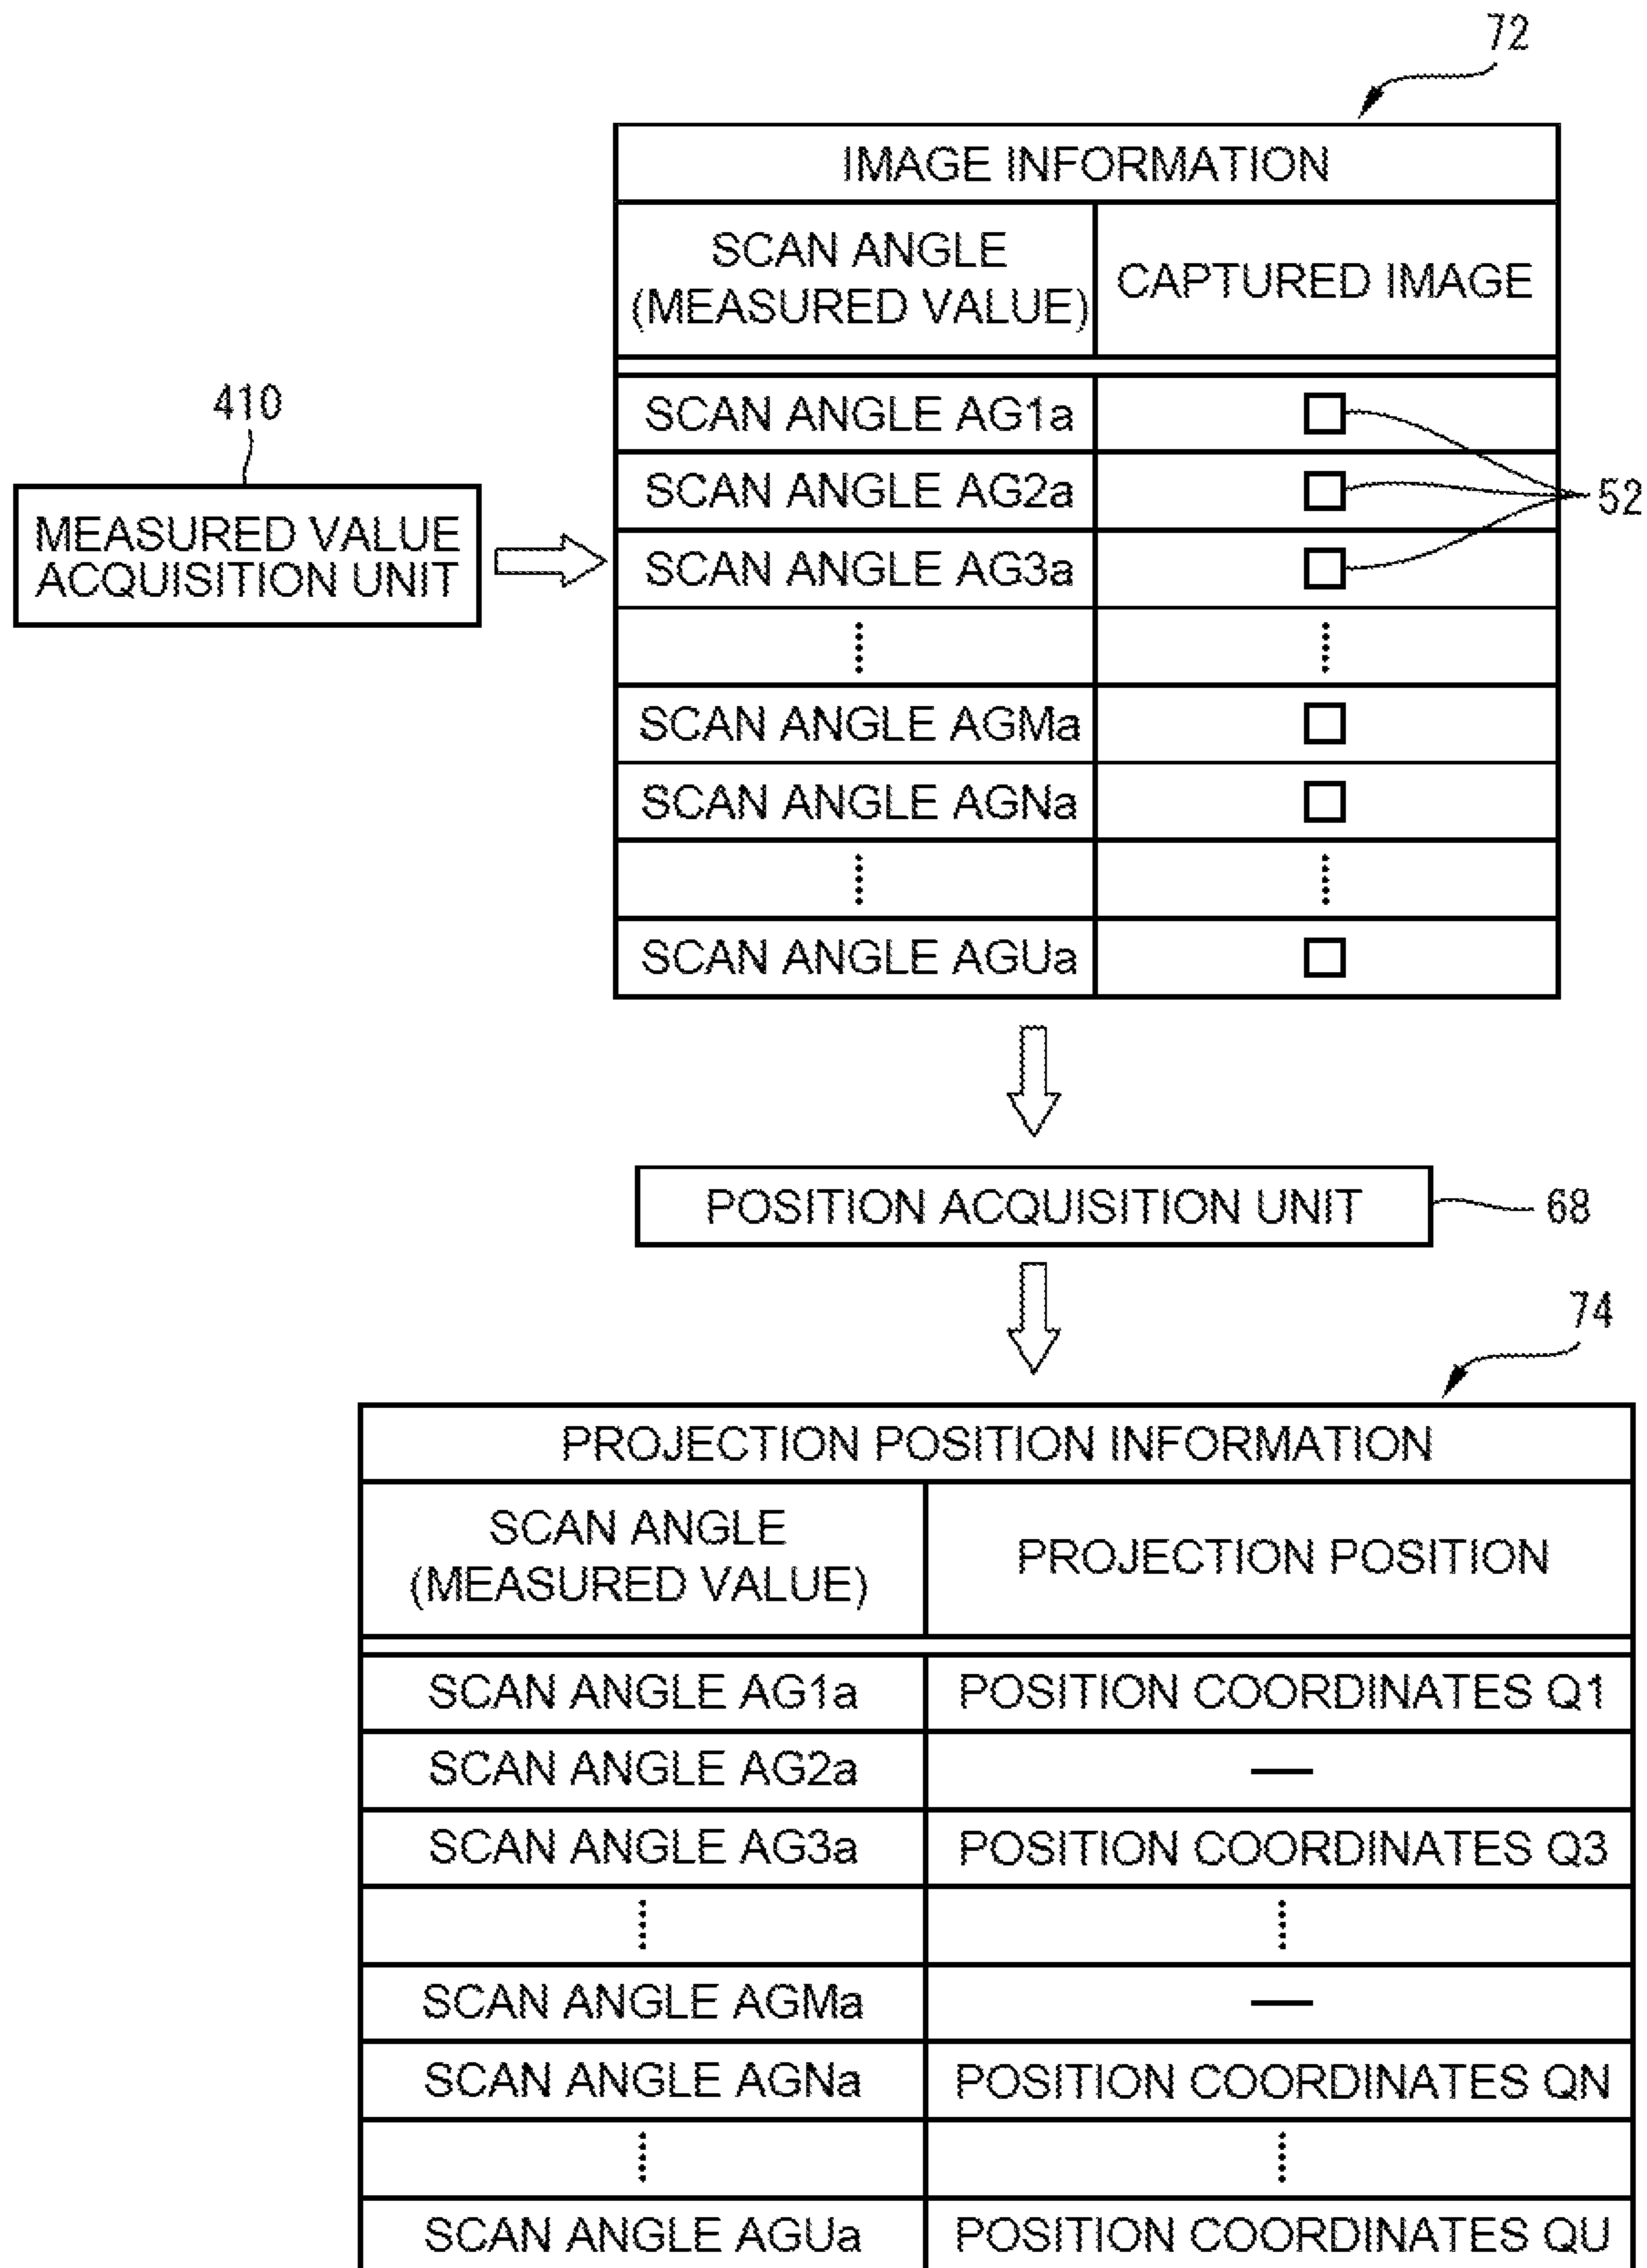 72
IMAGE INFORMATION
SCAN ANGLE
(MEASURED VALUE)
CAPTURED IMAGE
410
MEASURED VALUE
ACQUISITION UNIT
SCAN ANGLE AG1a
SCAN ANGLE AG2a
52
SCAN ANGLE AG3a
SCAN ANGLE AGMa
SCAN ANGLE AGNa
SCAN ANGLE AGUa
POSITION ACQUISITION UNIT
68
74
PROJECTION POSITION INFORMATION
SCAN ANGLE
(MEASURED VALUE)
PROJECTION POSITION
SCAN ANGLE AG1a POSITION COORDINATES Q1
SCAN ANGLE AG2a —
SCAN ANGLE AG3a POSITION COORDINATES Q3
SCAN ANGLE AGMa —
SCAN ANGLE AGNa POSITION COORDINATES QN
SCAN ANGLE AGUa POSITION COORDINATES QU